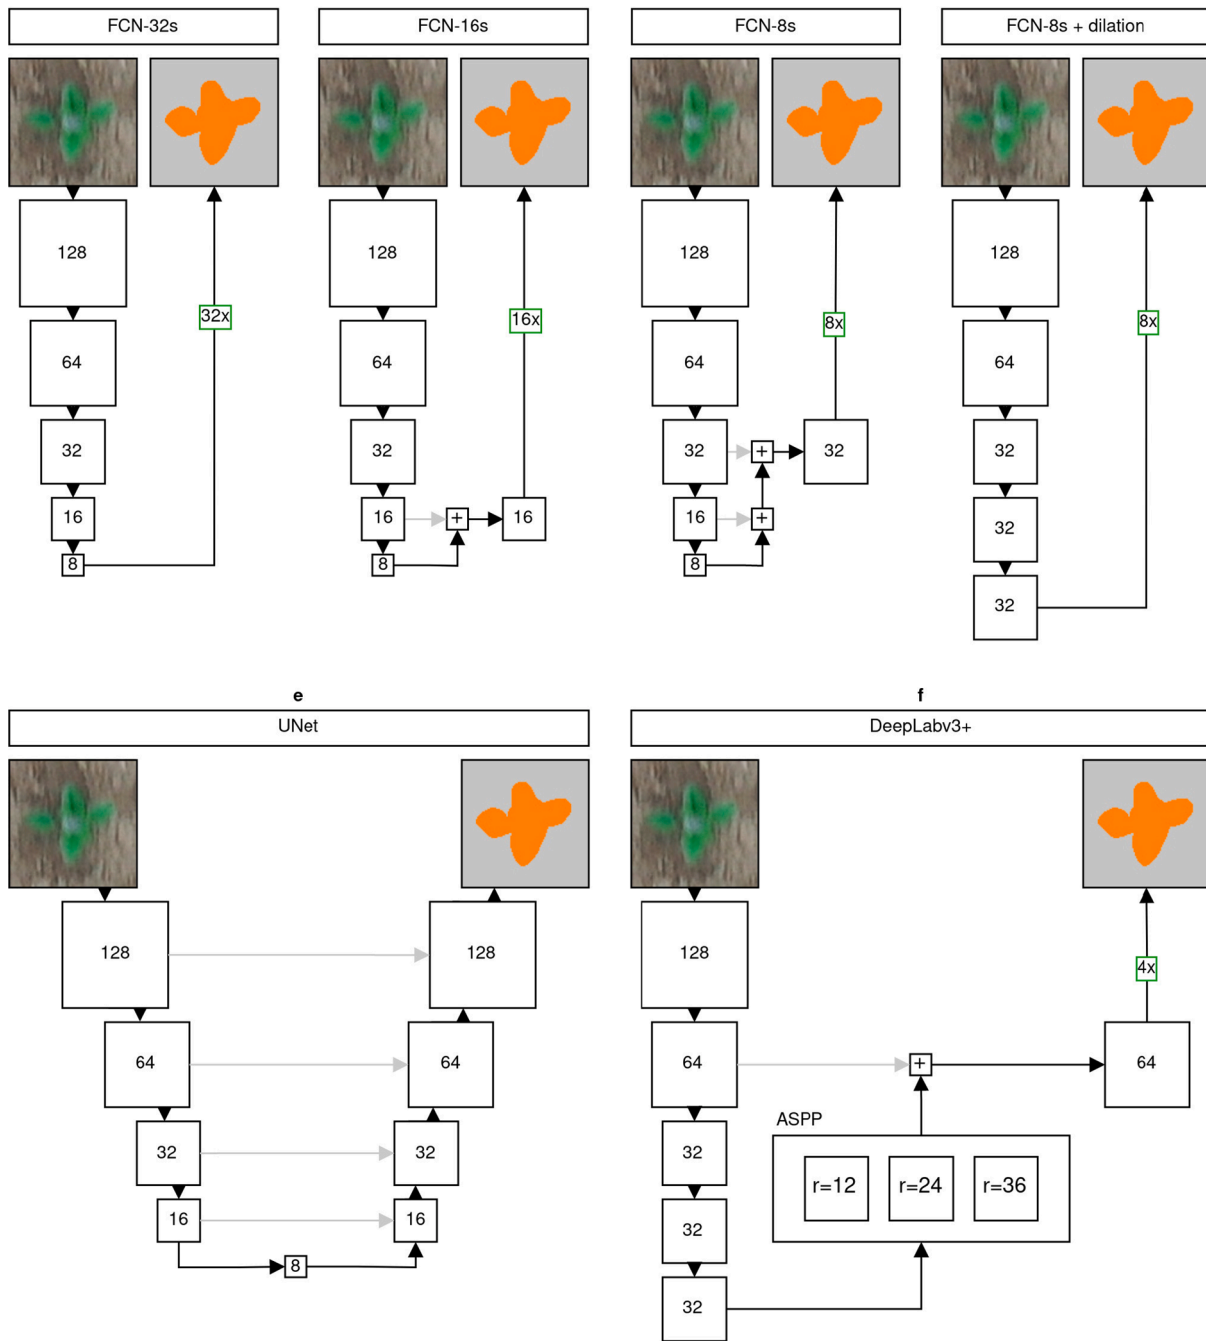 FCN-32s
FCN-16s
FCN-8s
FCN-8s + dilation
128
128
128
128
32x
16x
8x
8x
64
64
64
64
32
32
32
+
32
32
16
16
+
16
16
+
32
8
8
8
32
e
f
UNet
DeepLabv3+
128
128
128
4x
64
64
64
+
64
ASPP
32
32
32
r=12
r=24
r=36
16
16
32
8
32